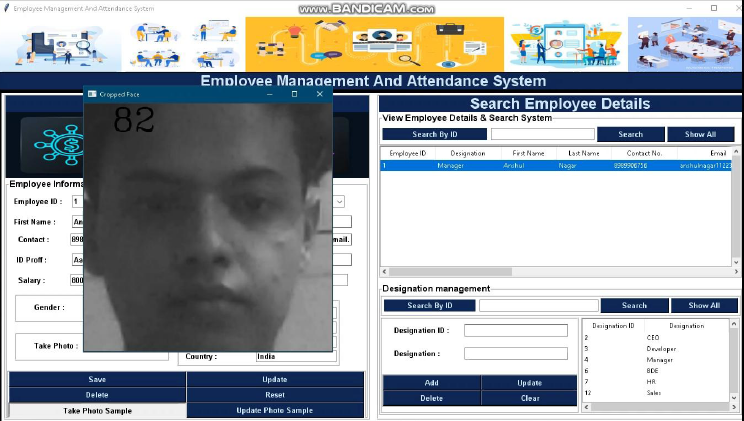 Employee Management And Attendance System
www.BANDICAM.com
Employee Management And Attendance System
Cropped Face
82
Employee Informa
Employee ID : 1
First Name : An
Contact : 898 mail.
ID Proff : Aa
Salary : 600
Gender :
Take Photo :
Country : India
Save Update
Delete Reset
Take Photo Sample Update Photo Sample
Search Employee Details
View Employee Details & Search System
Search By ID Search Show All
Employee ID Designation First Name Last Name Contact No. Email
1 Manager Anshul Nagar 8989906756
Designation management
Search By ID Search Show All
Designation ID :
Designation :
Add Update
Delete Clear
Designation ID Designation
2 CEO
3 Developer
4 Manager
6 BDE
7 HR
12 Sales